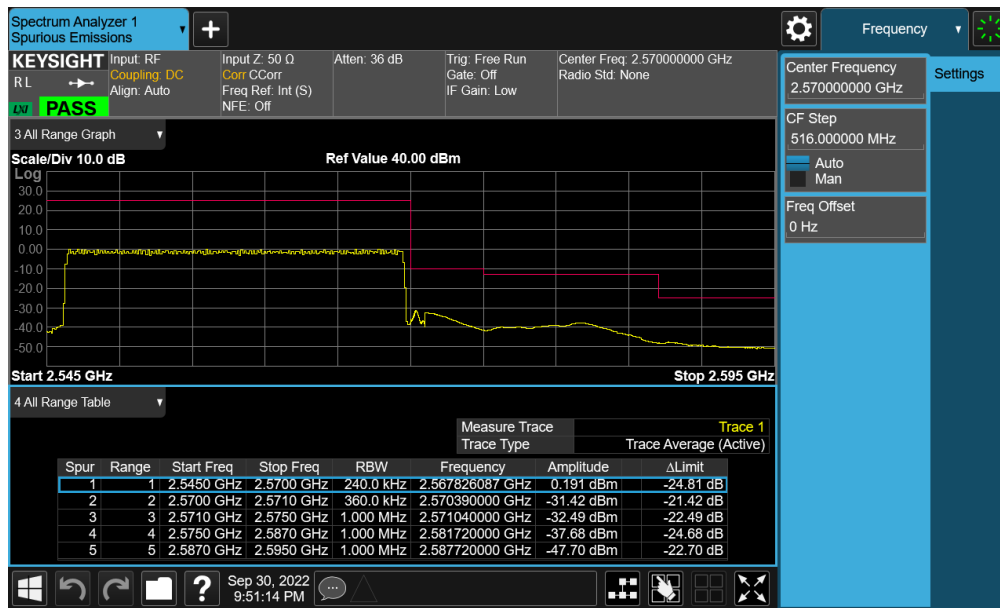 Spectrum Analyzer 1
Spurious Emissions
+
Frequency
KEYSIGHT
RL
LXI
PASS
Input: RF
Coupling: DC
Align: Auto
Input Z: 50 Ω
Corr CCorr
Freq Ref: Int (S)
NFE: Off
Atten: 36 dB
Trig: Free Run
Gate: Off
IF Gain: Low
Center Freq: 2.570000000 GHz
Radio Std: None
Center Frequency
2.570000000 GHz
Settings
CF Step
516.000000 MHz
Auto
Man
Freq Offset
0 Hz
3 All Range Graph
Scale/Div 10.0 dB Ref Value 40.00 dBm
Log
30.0
20.0
10.0
0.00
-10.0
-20.0
-30.0
-40.0
-50.0
Start 2.545 GHz Stop 2.595 GHz
4 All Range Table
Measure Trace Trace 1
Trace Type Trace Average (Active)
Spur Range Start Freq Stop Freq RBW Frequency Amplitude ΔLimit
1 1 2.5450 GHz 2.5700 GHz 240.0 kHz 2.567826087 GHz 0.191 dBm -24.81 dB
2 2 2.5700 GHz 2.5710 GHz 360.0 kHz 2.570390000 GHz -31.42 dBm -21.42 dB
3 3 2.5710 GHz 2.5750 GHz 1.000 MHz 2.571040000 GHz -32.49 dBm -22.49 dB
4 4 2.5750 GHz 2.5870 GHz 1.000 MHz 2.581720000 GHz -37.68 dBm -24.68 dB
5 5 2.5870 GHz 2.5950 GHz 1.000 MHz 2.587720000 GHz -47.70 dBm -22.70 dB
?
Sep 30, 2022
9:51:14 PM